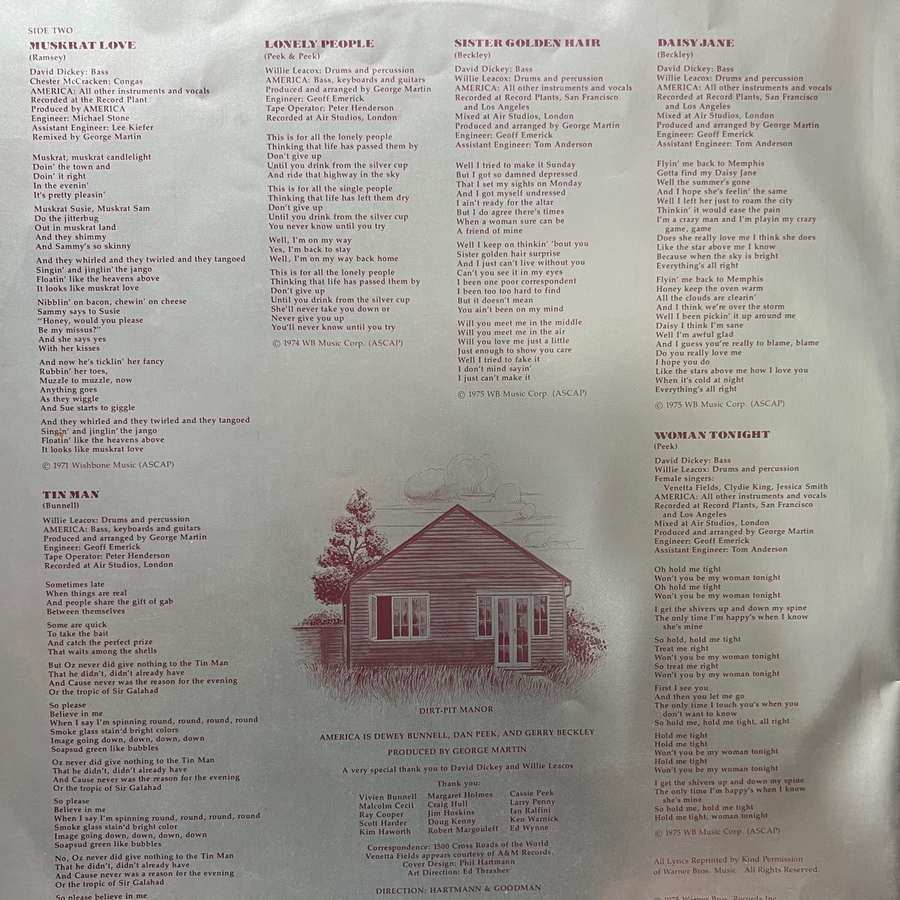 SIDE TWO
MUSKRAT LOVE
(Ramsey)
David Dickey: Bass
Chester McCracken: Congas
AMERICA: All other instruments and vocals
Recorded at the Record Plant
Produced by AMERICA
Engineer: Michael Stone
Assistant Engineer: Lee Kiefer
Remixed by George Martin
Muskrat, muskrat candlelight
Doin' the town and
Doin' it right
In the evenin'
It's pretty pleasin'
Muskrat Susie, Muskrat Sam
Do the jitterbug
Out in muskrat land
And they shimmy
And Sammy's so skinny
And they whirled and they twirled and they tangoed
Singin' and jinglin' the jango
Floatin' like the heavens above
It looks like muskrat love
Nibblin' on bacon, chewin' on cheese
Sammy says to Susie
"Honey, would you please
Be my missus?"
And she says yes
With her kisses
And now he's ticklin' her fancy
Rubbin' her toes,
Muzzle to muzzle, now
Anything goes
As they wiggle
And Sue starts to giggle
And they whirled and they twirled and they tangoed
Singin' and jinglin' the jango
Floatin' like the heavens above
It looks like muskrat love
© 1971 Wishbone Music (ASCAP)
TIN MAN
(Bunnell)
Willie Leacox: Drums and percussion
AMERICA: Bass, keyboards and guitars
Produced and arranged by George Martin
Engineer: Geoff Emerick
Tape Operator: Peter Henderson
Recorded at Air Studios, London
Sometimes late
When things are real
And people share the gift of gab
Between themselves
Some are quick
To take the bait
And catch the perfect prize
That waits among the shells
But Oz never did give nothing to the Tin Man
That he didn't, didn't already have
And Cause never was the reason for the evening
Or the tropic of Sir Galahad
So please
Believe in me
When I say I'm spinning round, round, round, round
Smoke glass stain'd bright colors
Image going down, down, down, down
Soapsud green like bubbles
Oz never did give nothing to the Tin Man
That he didn't, didn't already have
And Cause never was the reason for the evening
Or the tropic of Sir Galahad
So please
Believe in me
When I say I'm spinning round, round, round, round
Smoke glass stain'd bright color
Image going down, down, down, down
Soapsud green like bubbles
No, Oz never did give nothing to the Tin Man
That he didn't, didn't already have
And Cause never was a reason for the evening
Or the tropic of Sir Galahad
So please believe in me
LONELY PEOPLE
(Peek & Peek)
Willie Leacox: Drums and percussion
AMERICA: Bass, keyboards and guitars
Produced and arranged by George Martin
Engineer: Geoff Emerick
Tape Operator: Peter Henderson
Recorded at Air Studios, London
This is for all the lonely people
Thinking that life has passed them by
Don't give up
Until you drink from the silver cup
And ride that highway in the sky
This is for all the single people
Thinking that life has left them dry
Don't give up
Until you drink from the silver cup
You never know until you try
Well, I'm on my way
Yes, I'm back to stay
Well, I'm on my way back home
This is for all the lonely people
Thinking that life has passed them by
Don't give up
Until you drink from the silver cup
She'll never take you down or
Never give you up
You'll never know until you try
© 1974 WB Music Corp. (ASCAP)
SISTER GOLDEN HAIR
(Beckley)
David Dickey: Bass
Willie Leacox: Drums and percussion
AMERICA: All other instruments and vocals
Recorded at Record Plants, San Francisco
and Los Angeles
Mixed at Air Studios, London
Produced and arranged by George Martin
Engineer: Geoff Emerick
Assistant Engineer: Tom Anderson
Well I tried to make it Sunday
But I got so damned depressed
That I set my sights on Monday
And I got myself undressed
I ain't ready for the altar
But I do agree there's times
When a woman sure can be
A friend of mine
Well I keep on thinkin' 'bout you
Sister golden hair surprise
And I just can't live without you
Can't you see it in my eyes
I been one poor correspondent
I been too too hard to find
But it doesn't mean
You ain't been on my mind
Will you meet me in the middle
Will you meet me in the air
Will you love me just a little
Just enough to show you care
Well I tried to fake it
I don't mind sayin'
I just can't make it
© 1975 WB Music Corp. (ASCAP)
DAISY JANE
(Beckley)
David Dickey: Bass
Willie Leacox: Drums and percussion
AMERICA: All other instruments and vocals
Recorded at Record Plants, San Francisco
and Los Angeles
Mixed at Air Studios, London
Produced and arranged by George Martin
Engineer: Geoff Emerick
Assistant Engineer: Tom Anderson
Flyin' me back to Memphis
Gotta find my Daisy Jane
Well the summer's gone
And I hope she's feelin' the same
Well I left her just to roam the city
Thinkin' it would ease the pain
I'm a crazy man and I'm playin my crazy
game, game
Does she really love me I think she does
Like the star above me I know
Because when the sky is bright
Everything's all right
Flyin' me back to Memphis
Honey keep the oven warm
All the clouds are clearin'
And I think we're over the storm
Well I been pickin' it up around me
Daisy I think I'm sane
Well I'm awful glad
And I guess you're really to blame, blame
Do you really love me
I hope you do
Like the stars above me how I love you
When it's cold at night
Everything's all right
© 1975 WB Music Corp. (ASCAP)
WOMAN TONIGHT
(Peek)
David Dickey: Bass
Willie Leacox: Drums and percussion
Female singers:
Venetta Fields, Clydie King, Jessica Smith
AMERICA: All other instruments and vocals
Recorded at Record Plants, San Francisco
and Los Angeles
Mixed at Air Studios, London
Produced and arranged by George Martin
Engineer: Geoff Emerick
Assistant Engineer: Tom Anderson
Oh hold me tight
Won't you be my woman tonight
Oh hold me tight
Won't you be my woman tonight
I get the shivers up and down my spine
The only time I'm happy's when I know
she's mine
So hold, hold me tight
Treat me right
Won't you be my woman tonight
So treat me right
Won't you by my woman tonight
First I see you
And then you let me go
The only time I touch you's when you
don't want to know
So hold me, hold me tight, all right
Hold me tight
Hold me tight
Won't you be my woman tonight
Hold me tight
Won't you be my woman tonight
I get the shivers up and down my spine
The only time I'm happy's when I know
she's mine
So hold me, hold me tight
Hold me tight, woman tonight
© 1975 WB Music Corp. (ASCAP)
All Lyrics Reprinted by Kind Permission
of Warner Bros. Music. All Rights Reserved.
© 1975 Warner Bros. Records Inc.
DIRT-PIT MANOR
AMERICA IS DEWEY BUNNELL, DAN PEEK, AND GERRY BECKLEY
PRODUCED BY GEORGE MARTIN
A very special thank you to David Dickey and Willie Leacox
Thank you:
Vivien Bunnell Margaret Holmes Cassie Peek
Malcolm Cecil Craig Hull Larry Penny
Ray Cooper Jim Hoskins Ian Ralfini
Scott Harder Doug Kenny Ken Warnick
Kim Haworth Robert Margouleff Ed Wynne
Correspondence: 1500 Cross Roads of the World
Venetta Fields appears courtesy of A&M Records.
Cover Design: Phil Hartmann
Art Direction: Ed Thrasher
DIRECTION: HARTMANN & GOODMAN